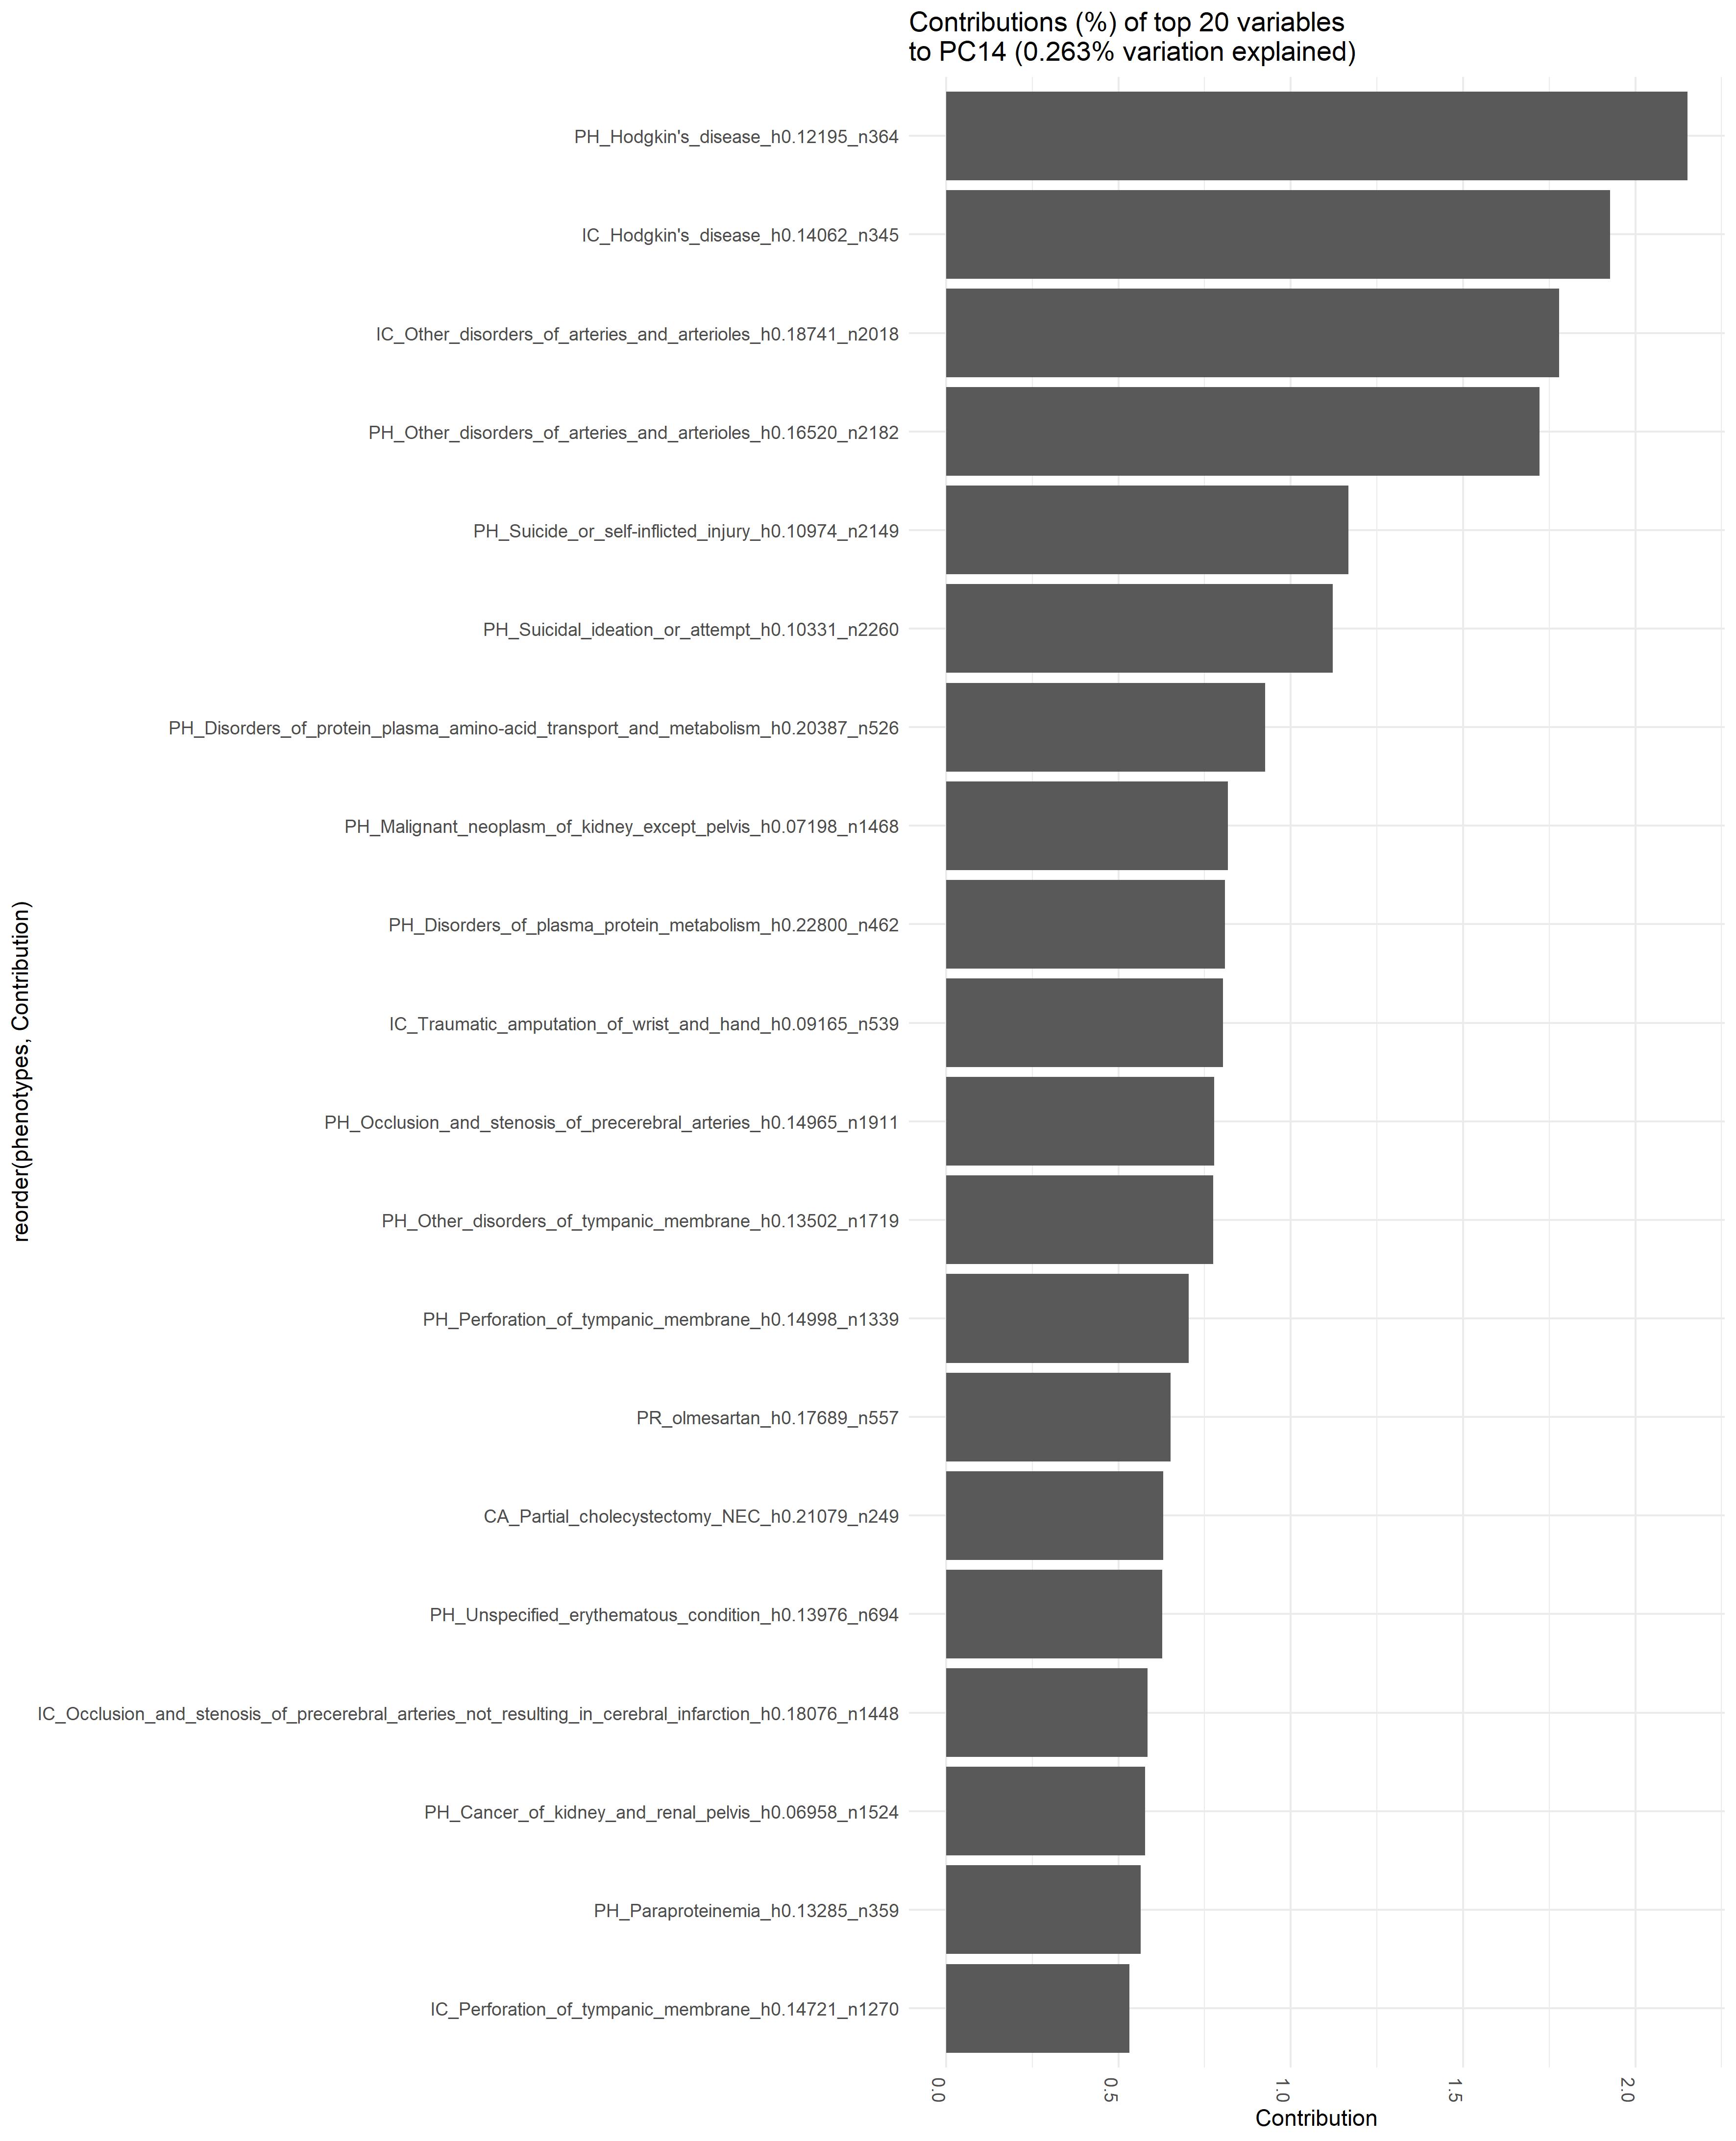 Contributions (%) of top 20 variables
to PC14 (0.263% variation explained)
PH_Hodgkin's_disease_h0.12195_n364
IC_Hodgkin's_disease_h0.14062_n345
IC_Other_disorders_of_arteries_and_arterioles_h0.18741_n2018
PH_Other_disorders_of_arteries_and_arterioles_h0.16520_n2182
PH_Suicide_or_self-inflicted_injury_h0.10974_n2149
PH_Suicidal_ideation_or_attempt_h0.10331_n2260
PH_Disorders_of_protein_plasma_amino-acid_transport_and_metabolism_h0.20387_n526
PH_Malignant_neoplasm_of_kidney_except_pelvis_h0.07198_n1468
PH_Disorders_of_plasma_protein_metabolism_h0.22800_n462
IC_Traumatic_amputation_of_wrist_and_hand_h0.09165_n539
PH_Occlusion_and_stenosis_of_precerebral_arteries_h0.14965_n1911
PH_Other_disorders_of_tympanic_membrane_h0.13502_n1719
PH_Perforation_of_tympanic_membrane_h0.14998_n1339
PR_olmesartan_h0.17689_n557
CA_Partial_cholecystectomy_NEC_h0.21079_n249
PH_Unspecified_erythematous_condition_h0.13976_n694
IC_Occlusion_and_stenosis_of_precerebral_arteries_not_resulting_in_cerebral_infarction_h0.18076_n1448
PH_Cancer_of_kidney_and_renal_pelvis_h0.06958_n1524
PH_Paraproteinemia_h0.13285_n359
IC_Perforation_of_tympanic_membrane_h0.14721_n1270
reorder(phenotypes, Contribution)
0.0 0.5 1.0 1.5 2.0
Contribution